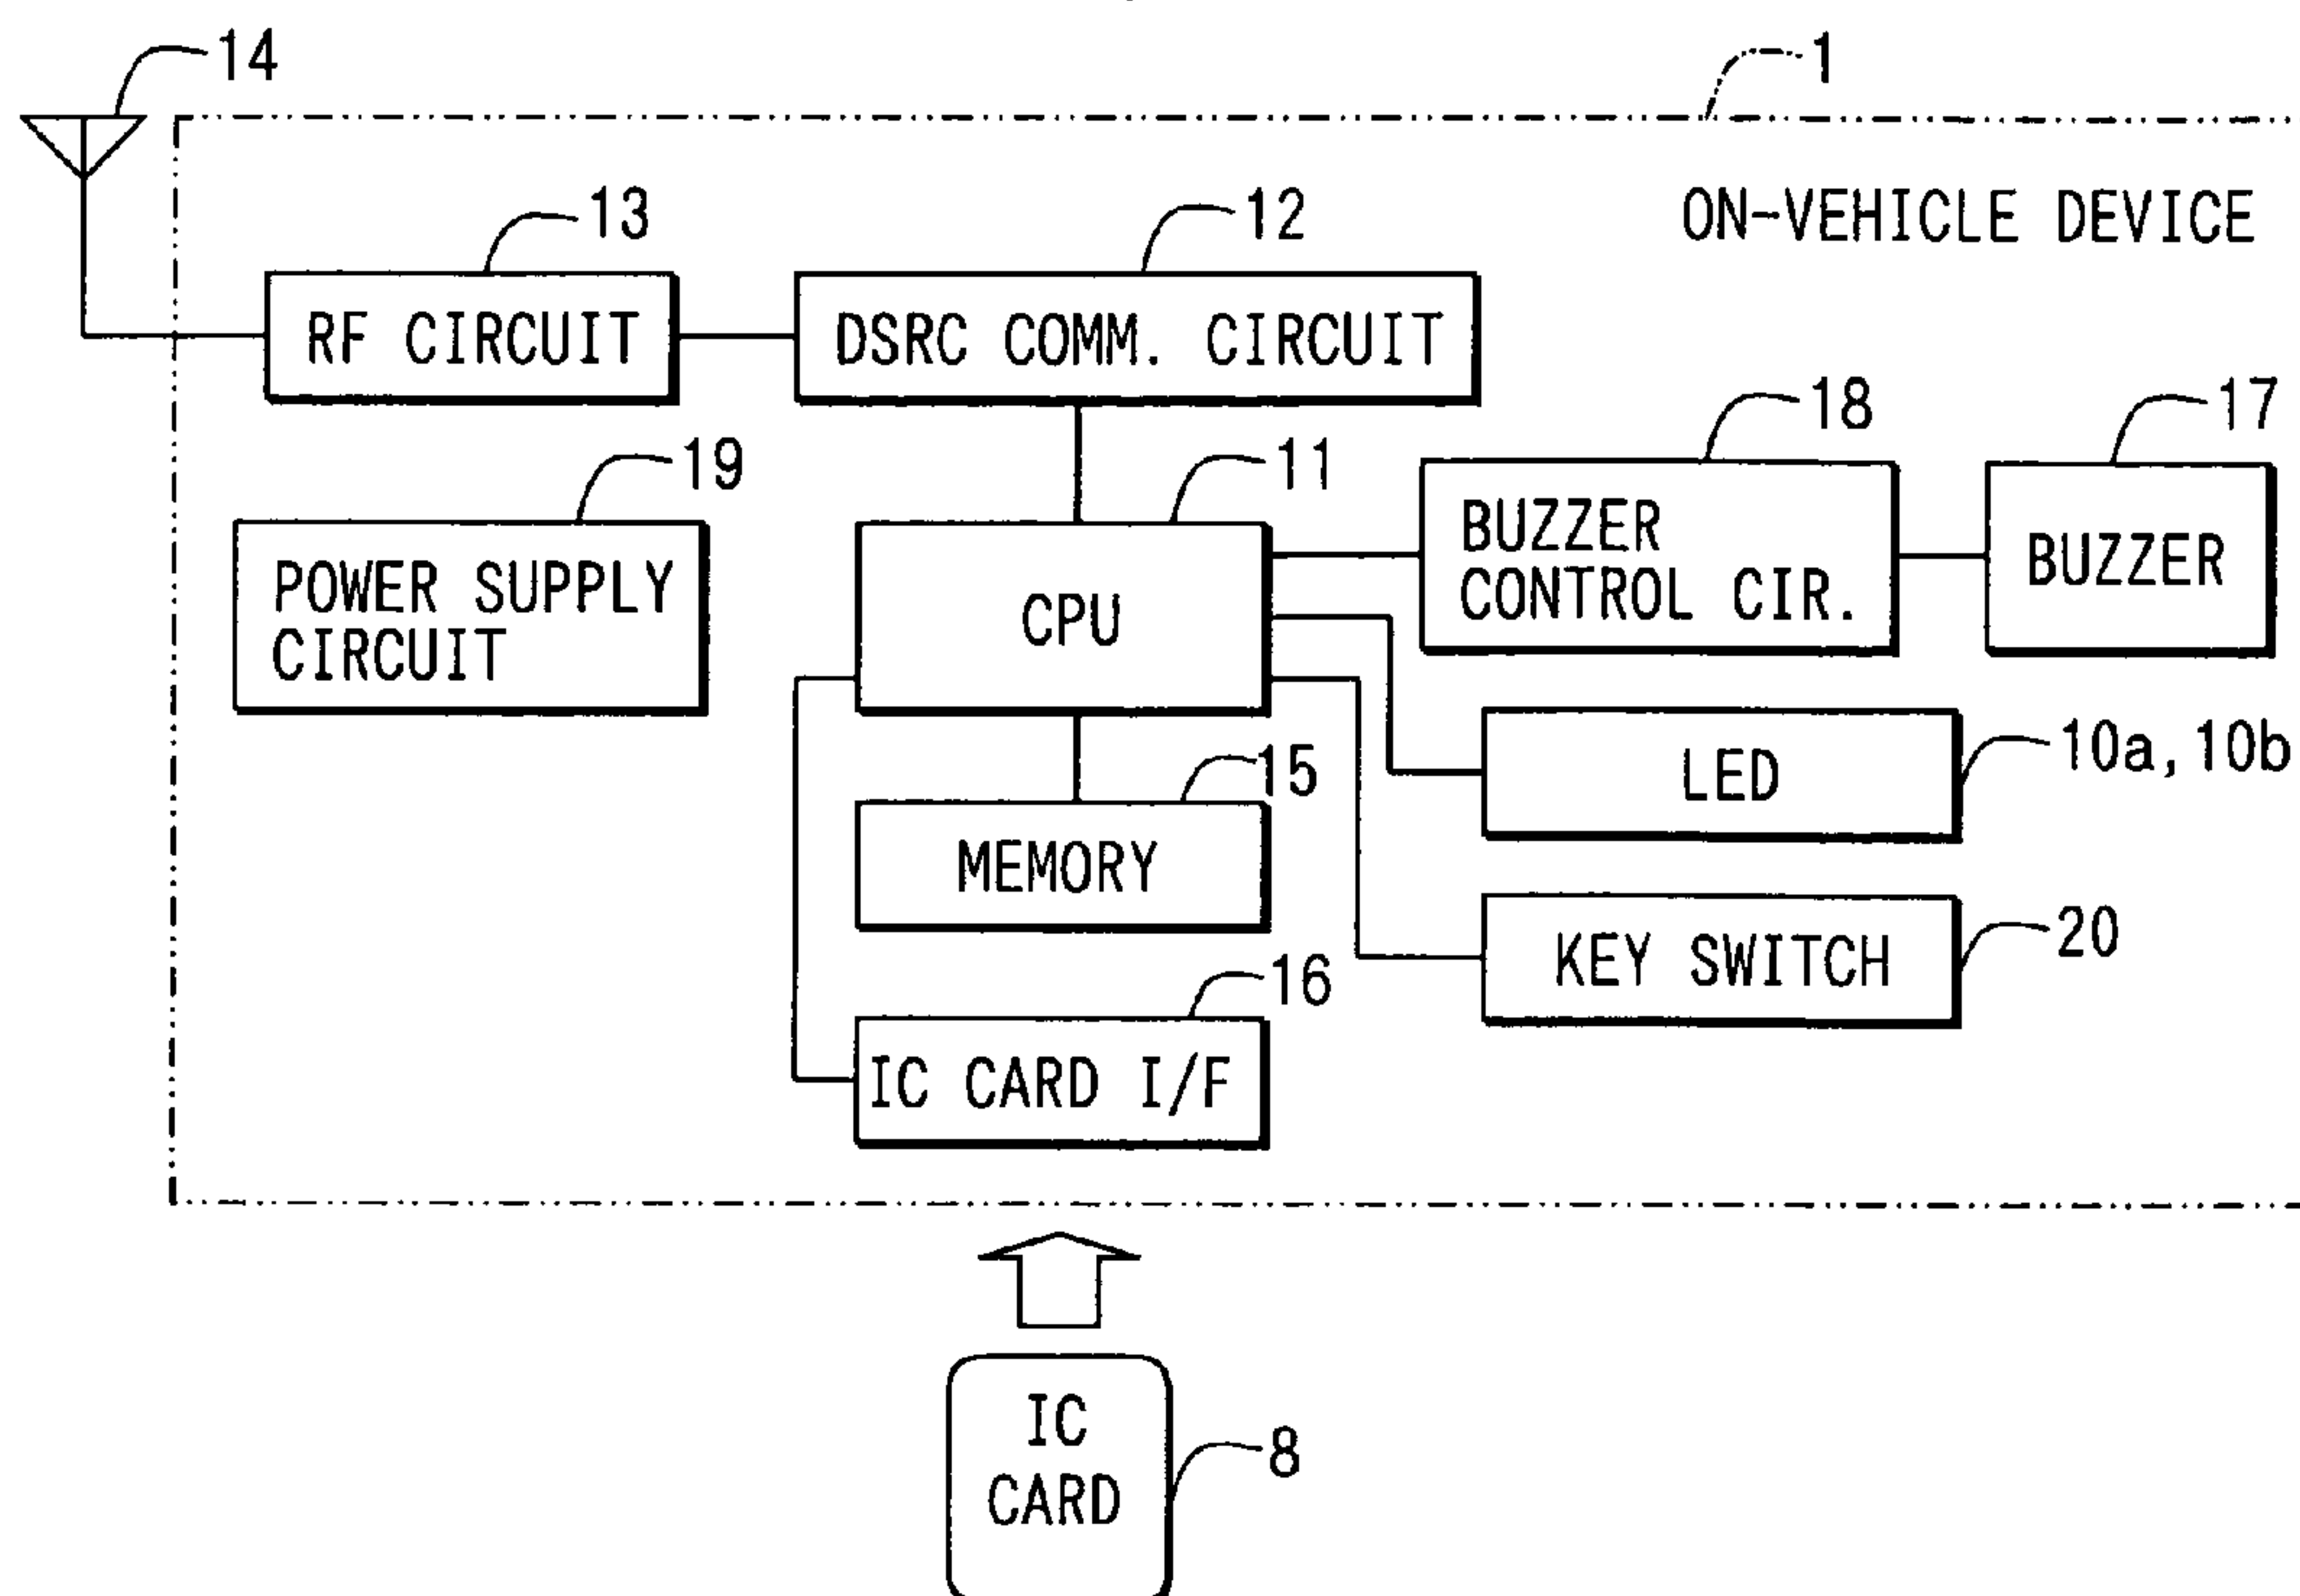 14
1
ON-VEHICLE DEVICE
13
12
RF CIRCUIT
DSRC COMM. CIRCUIT
19
11
18
17
POWER SUPPLY
CIRCUIT
CPU
BUZZER
CONTROL CIR.
BUZZER
15
MEMORY
LED
10a, 10b
16
IC CARD I/F
KEY SWITCH
20
IC
CARD
8